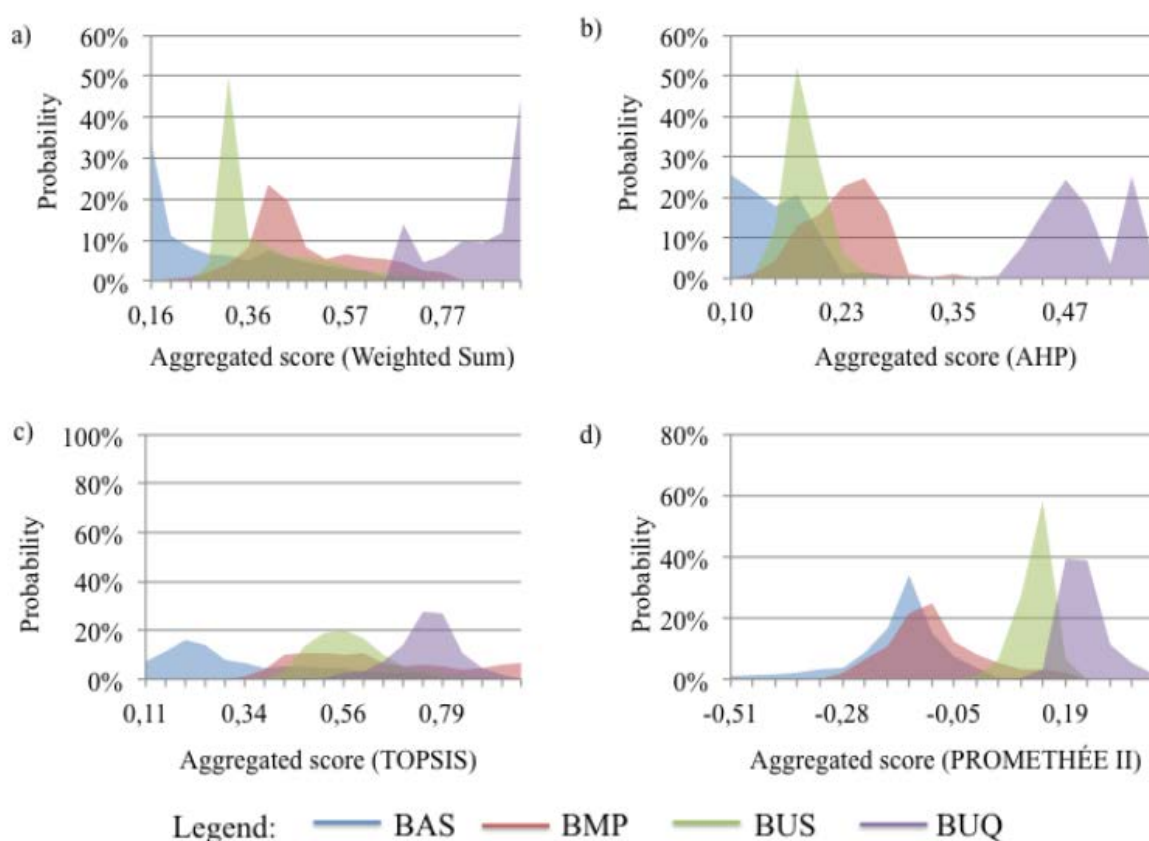 a)
60%
50%
40%
30%
20%
10%
0%
Probability
0,16 0,36 0,57 0,77
Aggregated score (Weighted Sum)
b)
60%
50%
40%
30%
20%
10%
0%
Probability
0,10 0,23 0,35 0,47
Aggregated score (AHP)
c)
100%
80%
60%
40%
20%
0%
Probability
0,11 0,34 0,56 0,79
Aggregated score (TOPSIS)
d)
80%
60%
40%
20%
0%
Probability
-0,51 -0,28 -0,05 0,19
Aggregated score (PROMETHÉE II)
Legend: BAS BMP BUS BUQ